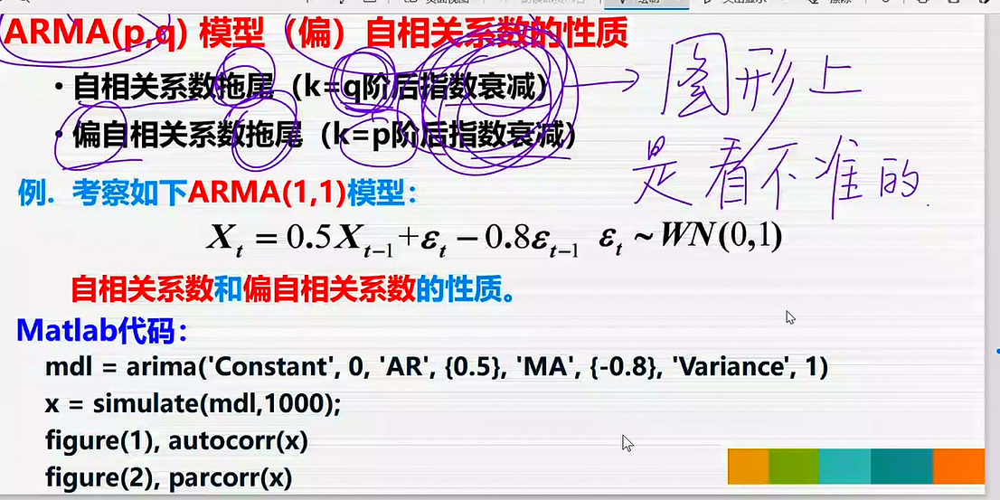 ARMA(p,q) 模型（偏）自相关系数的性质
• 自相关系数拖尾（k=q阶后指数衰减）
• 偏自相关系数拖尾（k=p阶后指数衰减）
图形上
是看不准的.
例. 考察如下ARMA(1,1)模型：
X_t = 0.5X_{t-1}+ε_t − 0.8ε_{t-1} ε_t ~ WN(0,1)
自相关系数和偏自相关系数的性质。
Matlab代码：
mdl = arima('Constant', 0, 'AR', {0.5}, 'MA', {-0.8}, 'Variance', 1)
x = simulate(mdl,1000);
figure(1), autocorr(x)
figure(2), parcorr(x)